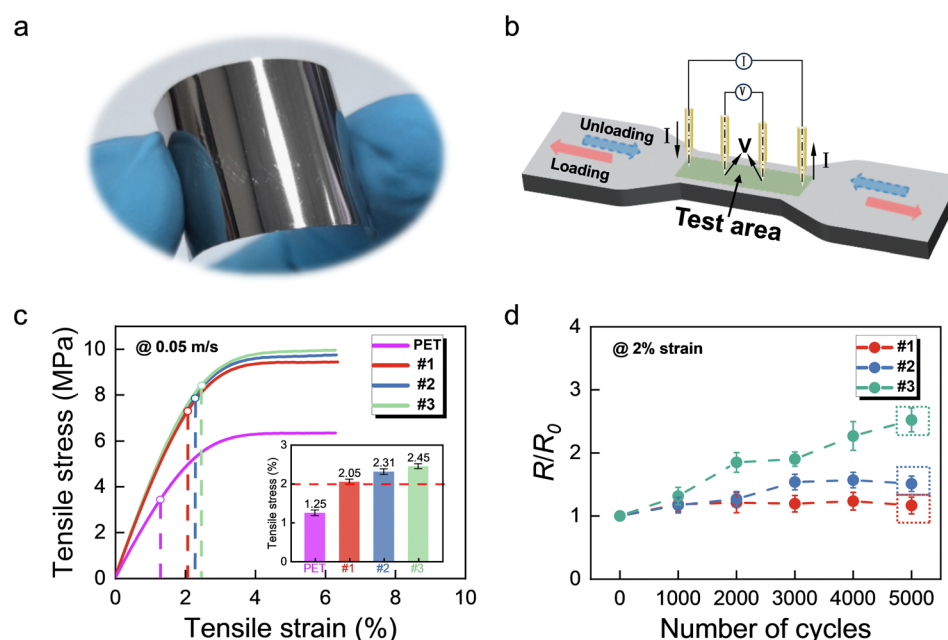 a
b
I
V
I
V
I
Unloading
Loading
Test area
c
@ 0.05 m/s
PET
#1
#2
#3
Tensile stress (MPa)
10
8
6
4
2
0
0
2
4
6
8
10
Tensile strain (%)
Tensile stress (%)
3
2
1
0
1.25
2.05
2.31
2.45
PET
#1
#2
#3
d
@ 2% strain
#1
#2
#3
R/R0
4
3
2
1
0
0
1000
2000
3000
4000
5000
Number of cycles